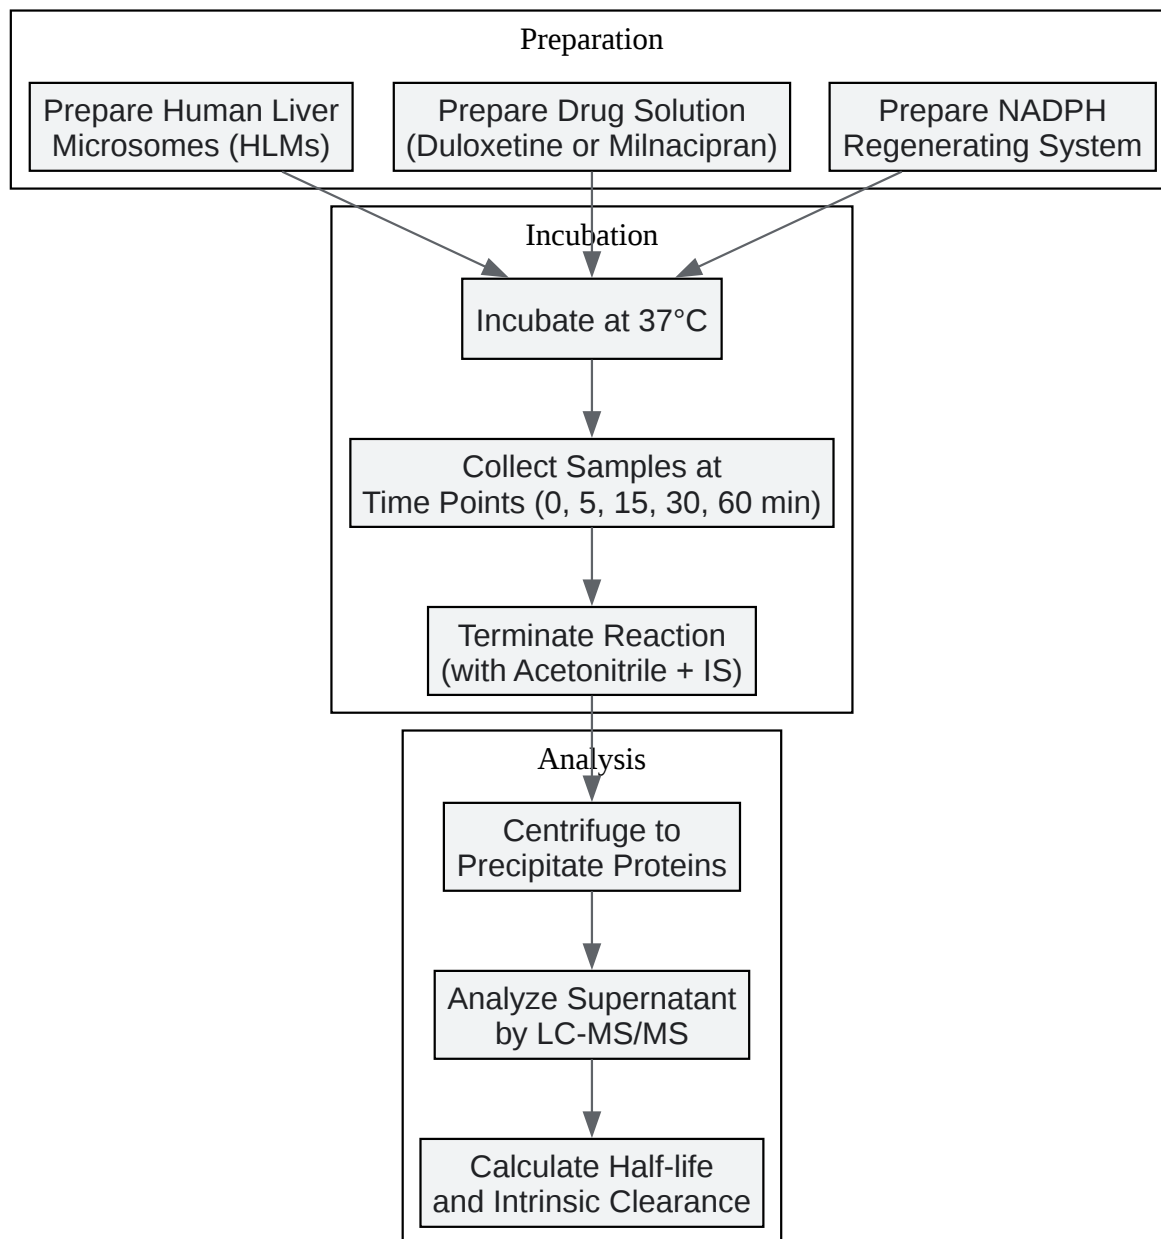 Preparation
Prepare Human Liver
Microsomes (HLMs)
Prepare Drug Solution
(Duloxetine or Milnacipran)
Prepare NADPH
Regenerating System
Incubation
Incubate at 37°C
Collect Samples at
Time Points (0, 5, 15, 30, 60 min)
Terminate Reaction
(with Acetonitrile + IS)
Analysis
Centrifuge to
Precipitate Proteins
Analyze Supernatant
by LC-MS/MS
Calculate Half-life
and Intrinsic Clearance